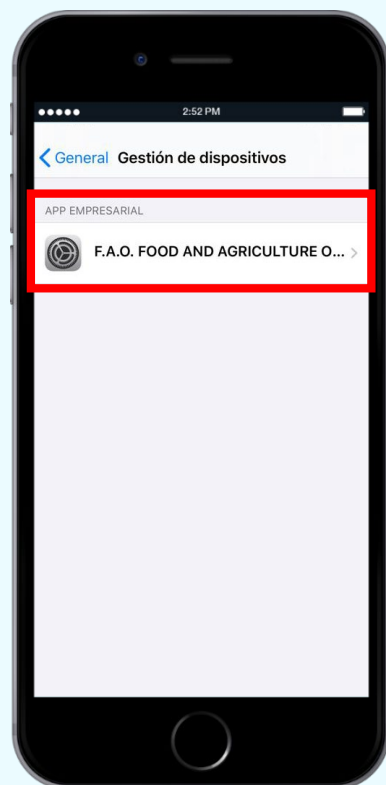 2:52 PM
General Gestión de dispositivos
APP EMPRESARIAL
F.A.O. FOOD AND AGRICULTURE O...